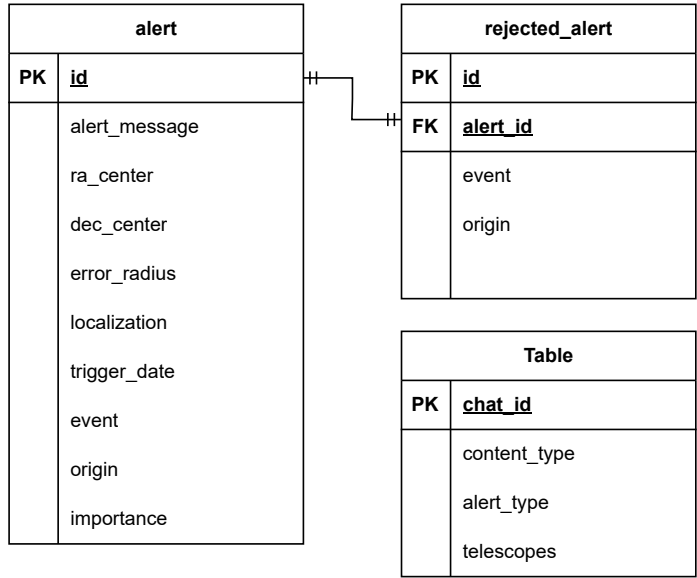 alert
PK id
alert_message
ra_center
dec_center
error_radius
localization
trigger_date
event
origin
importance
rejected_alert
PK id
FK alert_id
event
origin
Table
PK chat_id
content_type
alert_type
telescopes